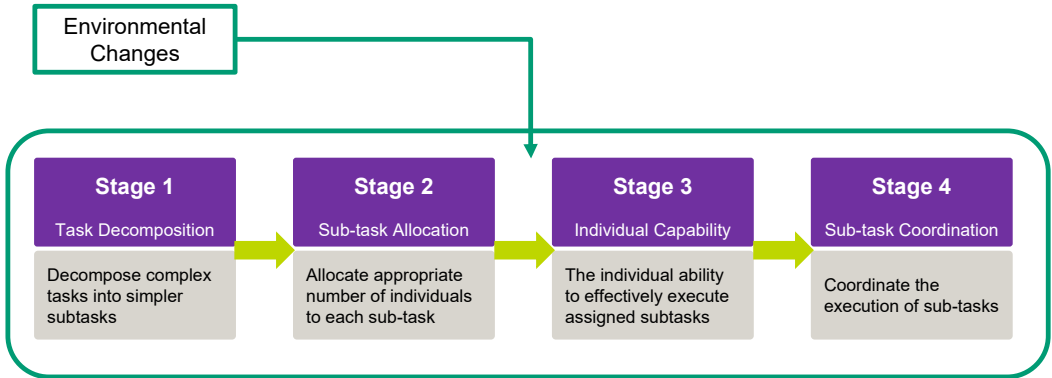 Environmental
Changes
Stage 1
Task Decomposition
Decompose complex
tasks into simpler
subtasks
Stage 2
Sub-task Allocation
Allocate appropriate
number of individuals
to each sub-task
Stage 3
Individual Capability
The individual ability
to effectively execute
assigned subtasks
Stage 4
Sub-task Coordination
Coordinate the
execution of sub-tasks